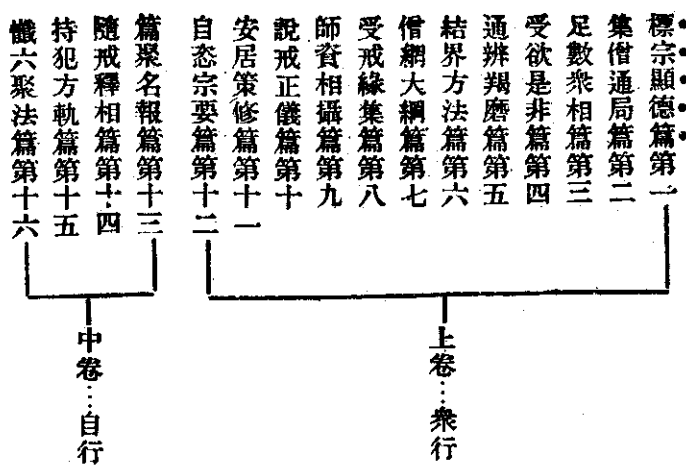 標宗顯德篇第一
集僧通局篇第二
足數衆相篇第三
受欲是非篇第四
通辨羯磨篇第五
結界方法篇第六
僧網大綱篇第七
受戒緣集篇第八
師資相攝篇第九
說戒正儀篇第十
安居策修篇第十一
自恣宗要篇第十二
上卷…衆行
篇聚名報篇第十三
隨戒釋相篇第十四
持犯方軌篇第十五
懺六聚法篇第十六
中卷…自行